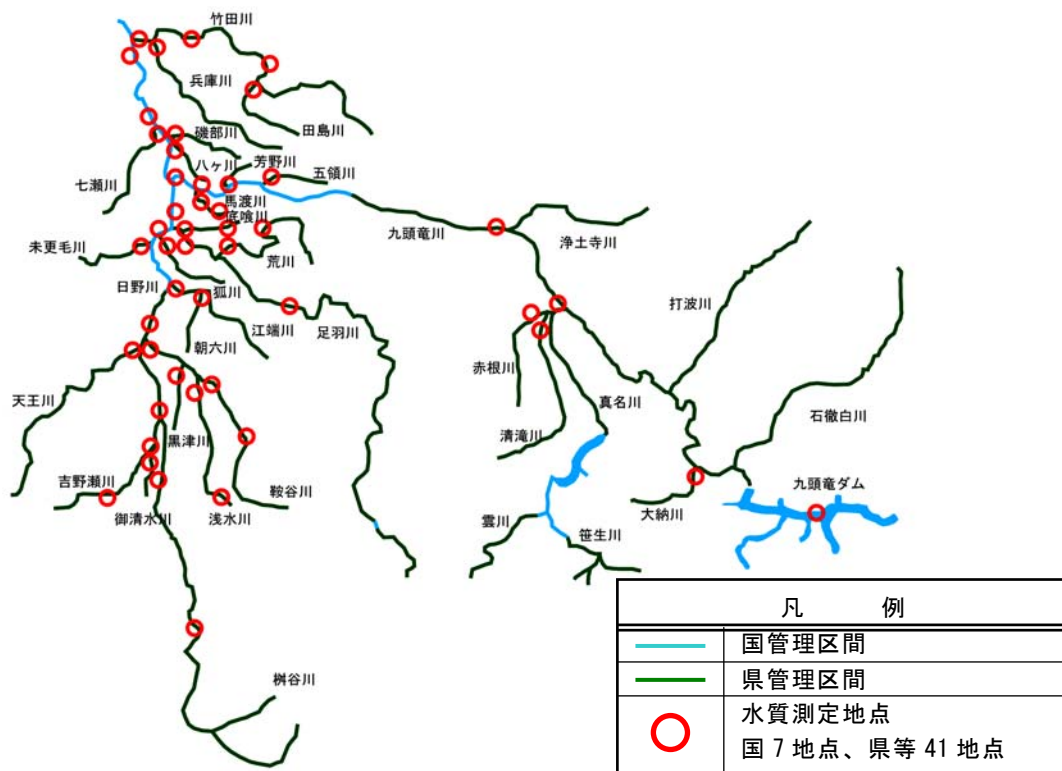 竹田川
兵庫川
田島川
磯部川
八ヶ川
芳野川
五領川
七瀬川
馬渡川
底喰川
未更毛川
荒川
九頭竜川
浄土寺川
日野川
狐川
江端川
足羽川
打波川
朝六川
赤根川
天王川
真名川
石徹白川
黒津川
清滝川
吉野瀬川
御清水川
浅水川
鞍谷川
雲川
笹生川
大納川
九頭竜ダム
桝谷川
凡　例
国管理区間
県管理区間
水質測定地点
国 7 地点、県等 41 地点